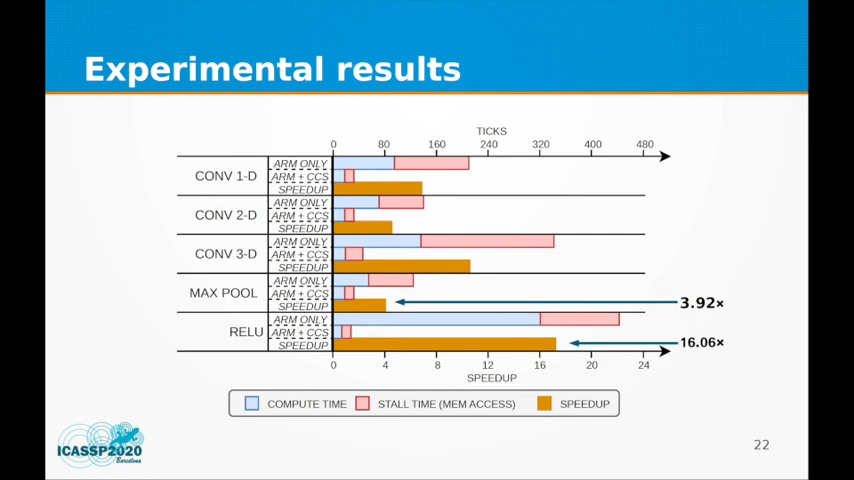 Experimental results
TICKS
0 80 160 240 320 400 480
CONV 1-D
ARM ONLY
ARM + CCS
SPEEDUP
CONV 2-D
ARM ONLY
ARM + CCS
SPEEDUP
CONV 3-D
ARM ONLY
ARM + CCS
SPEEDUP
MAX POOL
ARM ONLY
ARM + CCS
SPEEDUP
3.92×
RELU
ARM ONLY
ARM + CCS
SPEEDUP
16.06×
0 4 8 12 16 20 24
SPEEDUP
COMPUTE TIME STALL TIME (MEM ACCESS) SPEEDUP
ICASSP2020
Barcelona
22